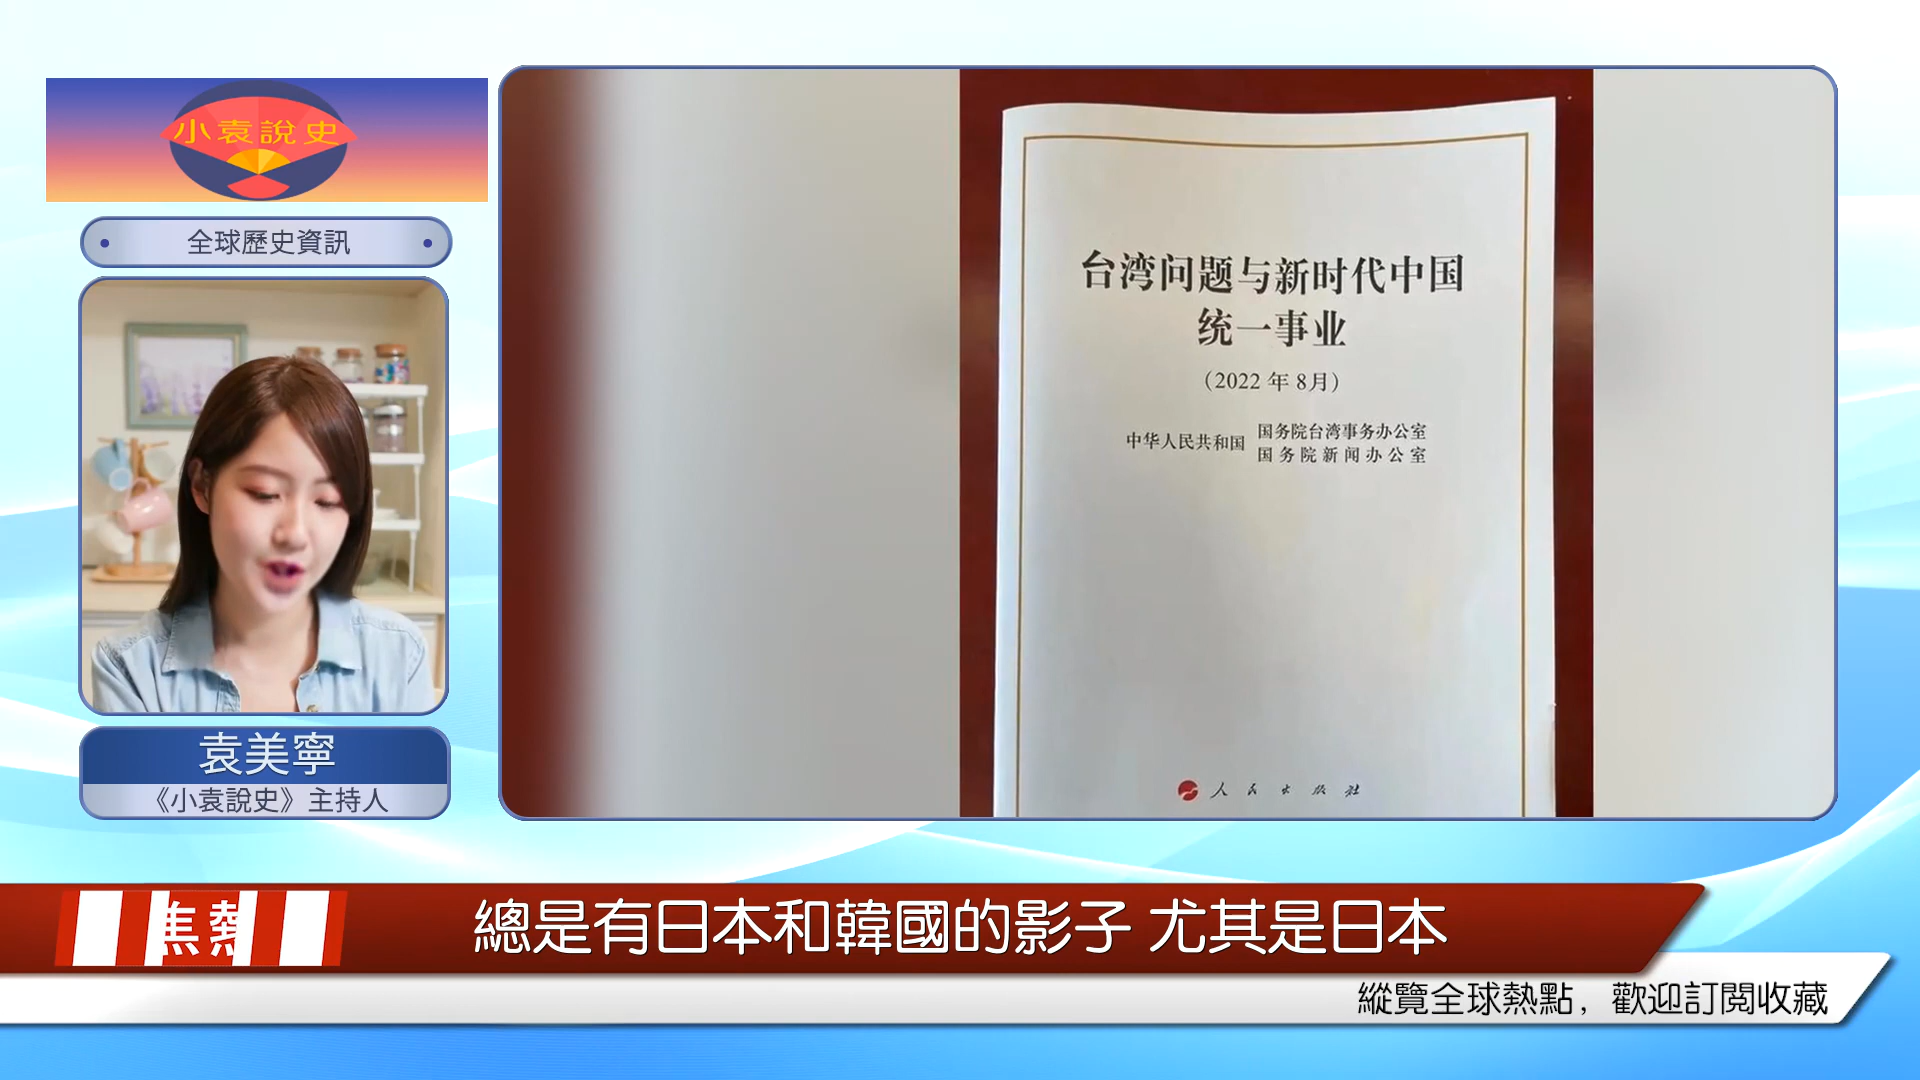 小袁說史
全球歷史資訊
袁美寧
《小袁說史》主持人
台湾问题与新时代中国
统一事业
（2022 年 8月）
中华人民共和国
国务院台湾事务办公室
国务院新闻办公室
人民出版社
焦熱
總是有日本和韓國的影子 尤其是日本
縱覽全球熱點，歡迎訂閱收藏